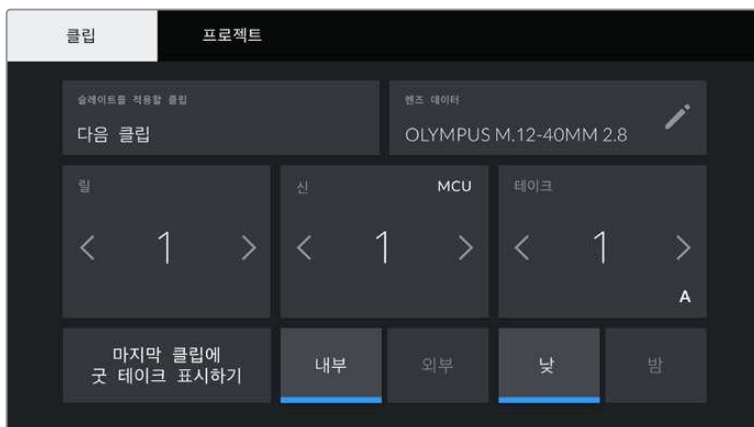 클립
프로젝트
슬레이트를 적용할 클립
다음 클립
렌즈 데이터
OLYMPUS M.12-40MM 2.8
릴
1
신
MCU
1
테이크
1
A
마지막 클립에
굿 테이크 표시하기
내부
외부
낮
밤